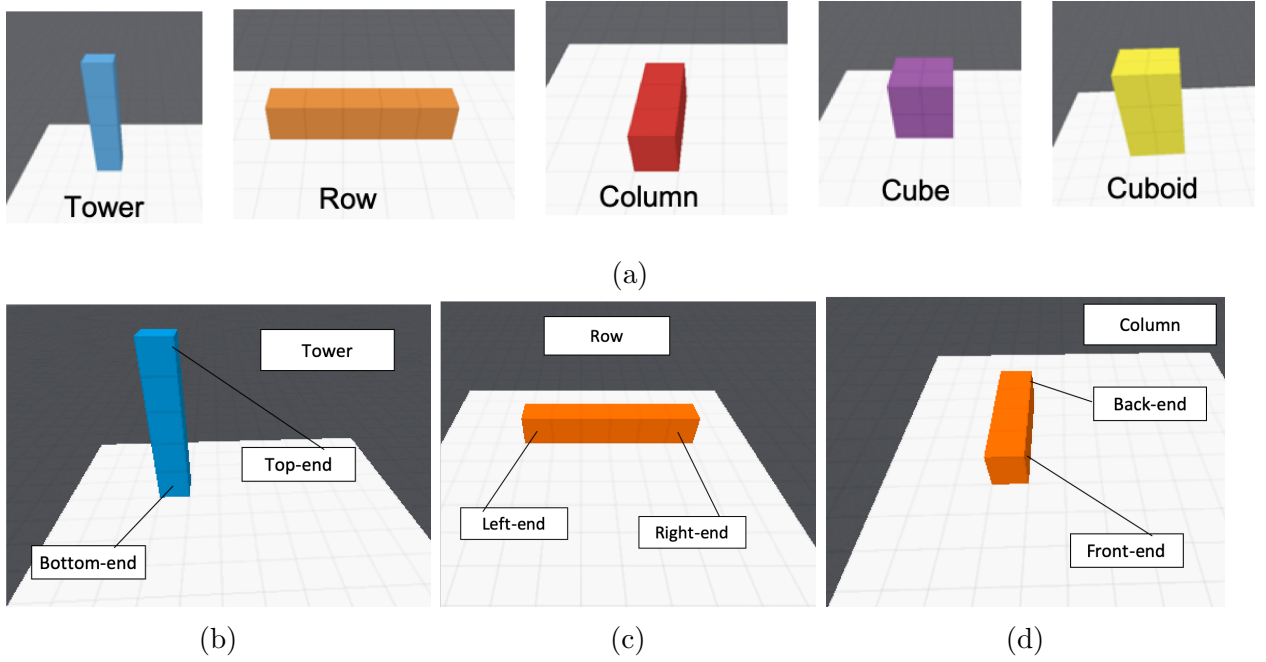 Tower
Row
Column
Cube
Cuboid
(a)
Tower
Top-end
Bottom-end
Row
Left-end
Right-end
Column
Back-end
Front-end
(b)
(c)
(d)